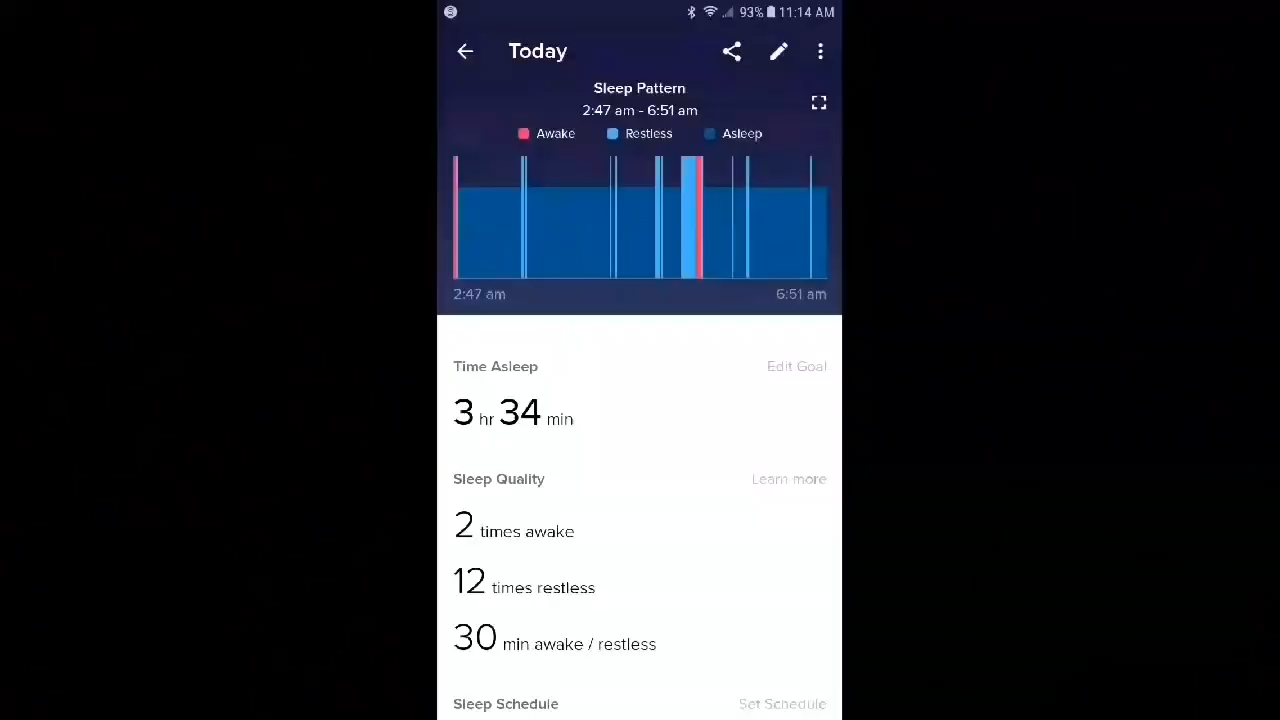 93% 11:14 AM
Today
Sleep Pattern
2:47 am - 6:51 am
Awake Restless Asleep
2:47 am 6:51 am
Time Asleep Edit Goal
3 hr 34 min
Sleep Quality Learn more
2 times awake
12 times restless
30 min awake / restless
Sleep Schedule Set Schedule